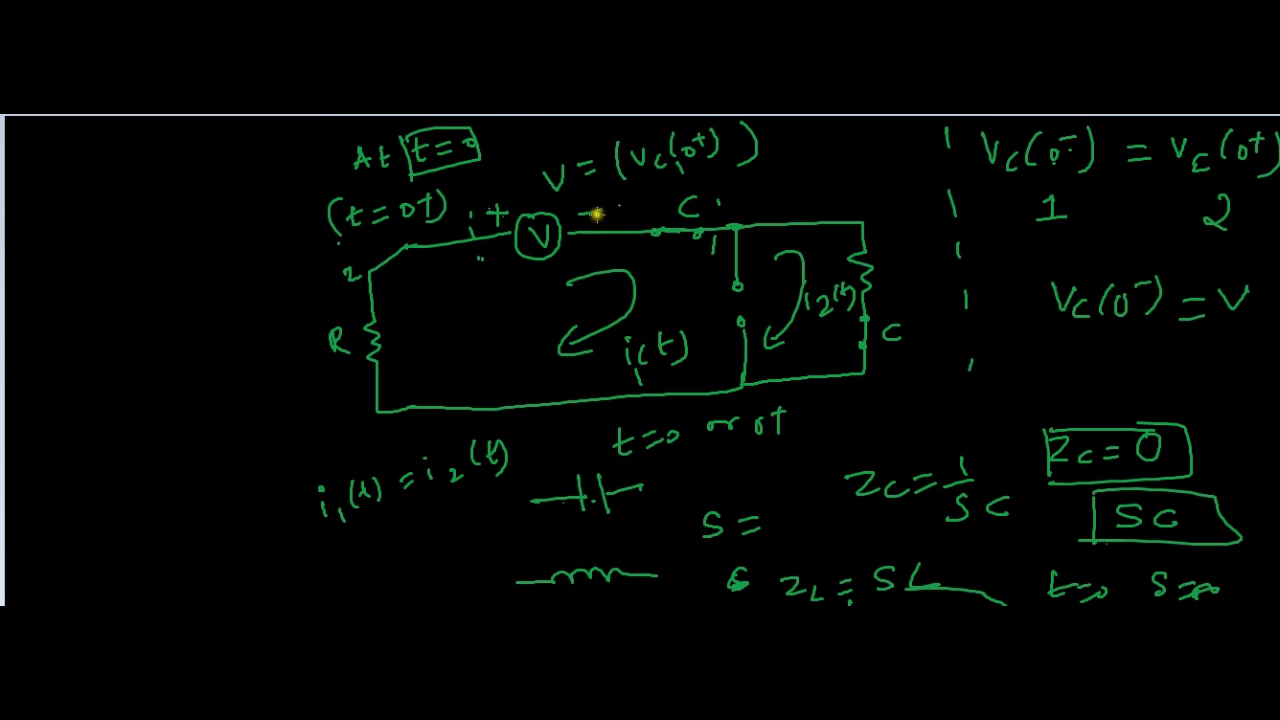 At t=0
V = (Vc(0+))
Vc(0-) = Vc(0+)
(t=0+)
i
+
V
-
C
1
1 2
2
R
i1(t)
i2(t)
C
Vc(0-) = V
t=0 or 0+
i1(t) = i2(t)
Zc = 1/SC
Zc = 0
S =
SC
ZL = SL
t=0 S=∞